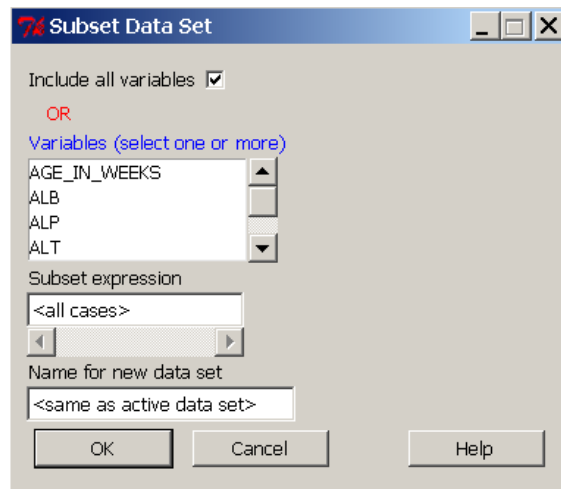 Subset Data Set
Include all variables
OR
Variables (select one or more)
AGE_IN_WEEKS
ALB
ALP
ALT
Subset expression
<all cases>
Name for new data set
<same as active data set>
OK Cancel Help